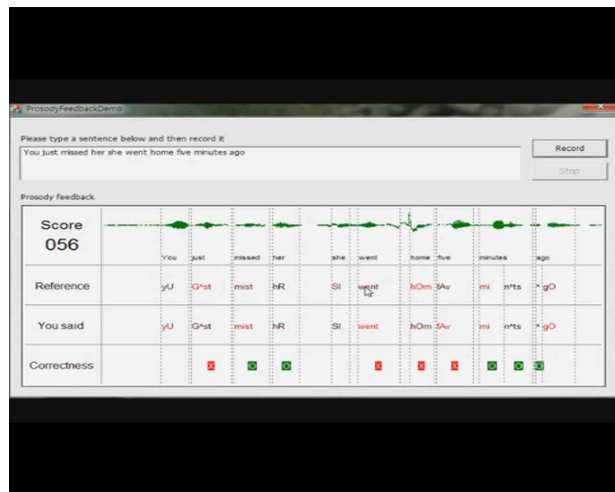 ProsodyFeedbackDemo
Please type a sentence below and then record it
You just missed her she went home five minutes ago
Record
Stop
Prosody feedback
Score
056
You just missed her she went home five minutes ago
Reference yU G^st mist hR SI went hOm fAv mi n^ts ^ gO
You said yU G^st mist hR SI went hOm fAv mi n^ts ^ gO
Correctness X O O X X X O O O